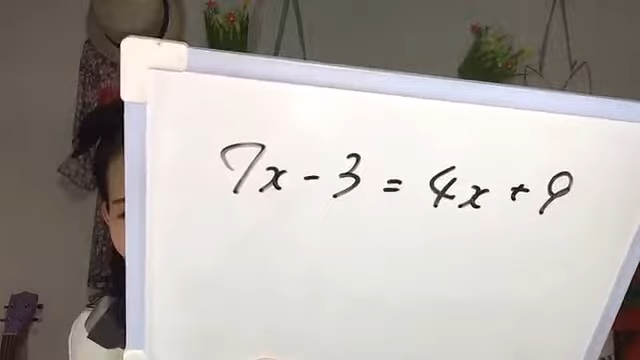 7x - 3 = 4x + 9